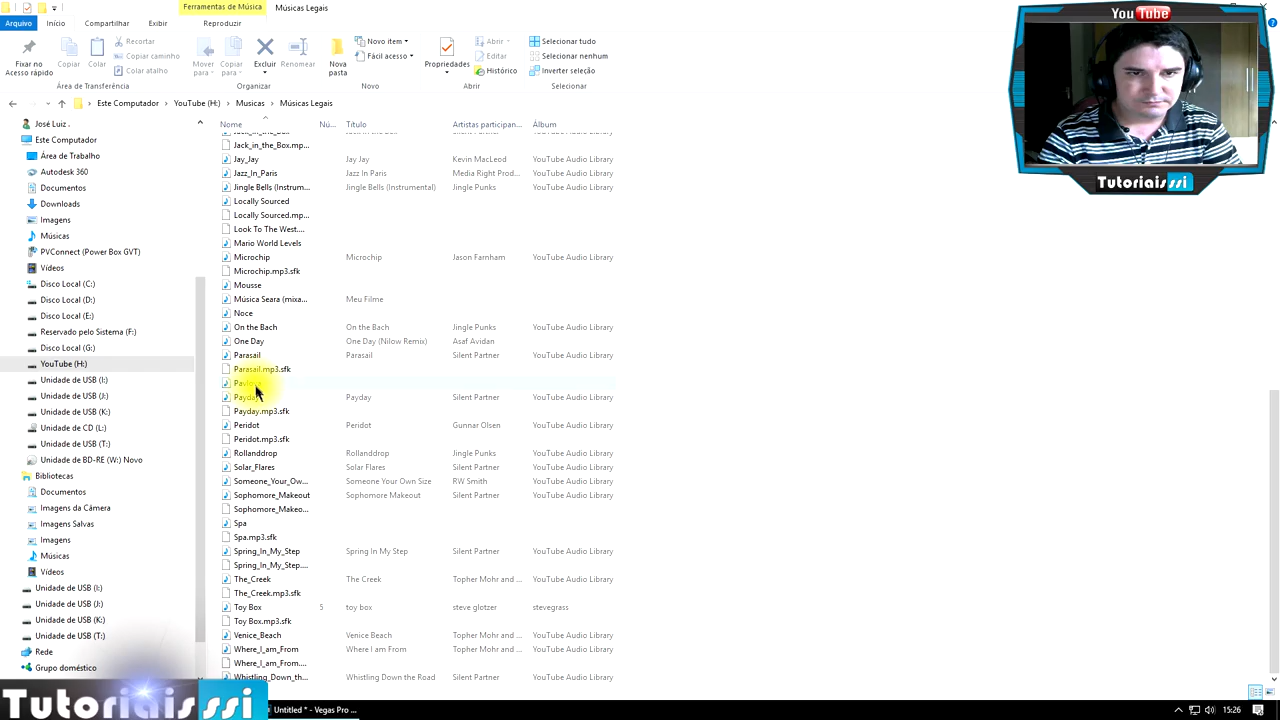 Ferramentas de Música Músicas Legais
Arquivo Início Compartilhar Exibir Reproduzir
Fixar no Acesso rápido
Copiar
Colar
Recortar
Copiar caminho
Colar atalho
Área de Transferência
Mover para
Copiar para
Excluir
Renomear
Organizar
Nova pasta
Novo item
Fácil acesso
Novo
Propriedades
Abrir
Editar
Histórico
Abrir
Selecionar tudo
Selecionar nenhum
Inverter seleção
Selecionar
Este Computador YouTube (H:) Musicas Músicas Legais
José Luiz .
Este Computador
Área de Trabalho
Autodesk 360
Documentos
Downloads
Imagens
Músicas
PVConnect (Power Box GVT)
Vídeos
Disco Local (C:)
Disco Local (D:)
Disco Local (E:)
Reservado pelo Sistema (F:)
Disco Local (G:)
YouTube (H:)
Unidade de USB (I:)
Unidade de USB (J:)
Unidade de USB (K:)
Unidade de CD (L:)
Unidade de USB (T:)
Unidade de BD-RE (W:) Novo
Bibliotecas
Documentos
Imagens da Câmera
Imagens Salvas
Imagens
Músicas
Vídeos
Unidade de USB (I:)
Unidade de USB (J:)
Unidade de USB (K:)
Unidade de USB (T:)
Rede
Grupo doméstico
Nome Nú... Título Artistas participan... Álbum
Jack_in_the_Box.mp...
Jay_Jay Jay Jay Kevin MacLeod YouTube Audio Library
Jazz_In_Paris Jazz In Paris Media Right Prod... YouTube Audio Library
Jingle Bells (Instrum... Jingle Bells (Instrumental) Jingle Punks YouTube Audio Library
Locally Sourced
Locally Sourced.mp...
Look To The West....
Mario World Levels
Microchip Microchip Jason Farnham YouTube Audio Library
Microchip.mp3.sfk
Mousse
Música Seara (mixa... Meu Filme
Noce
On the Bach On the Bach Jingle Punks YouTube Audio Library
One Day One Day (Nilow Remix) Asaf Avidan
Parasail Parasail Silent Partner YouTube Audio Library
Parasail.mp3.sfk
Payday Payday Silent Partner YouTube Audio Library
Payday.mp3.sfk
Peridot Peridot Gunnar Olsen YouTube Audio Library
Peridot.mp3.sfk
Rollanddrop Rollanddrop Jingle Punks YouTube Audio Library
Solar_Flares Solar Flares Silent Partner YouTube Audio Library
Someone_Your_Ow... Someone Your Own Size RW Smith YouTube Audio Library
Sophomore_Makeout Sophomore Makeout Silent Partner YouTube Audio Library
Sophomore_Makeo...
Spa
Spa.mp3.sfk
Spring_In_My_Step Spring In My Step Silent Partner YouTube Audio Library
Spring_In_My_Step....
The_Creek The Creek Topher Mohr and ... YouTube Audio Library
The_Creek.mp3.sfk
Toy Box 5 toy box steve glotzer stevegrass
Toy Box.mp3.sfk
Venice_Beach Venice Beach Topher Mohr and ... YouTube Audio Library
Where_I_am_From Where I am From Topher Mohr and ... YouTube Audio Library
Where_I_am_From....
Whistling_Down_th... Whistling Down the Road Silent Partner YouTube Audio Library
YouTube
Tutoriaisssi
Tutoriaisssi
Untitled * - Vegas Pro ...
15:26